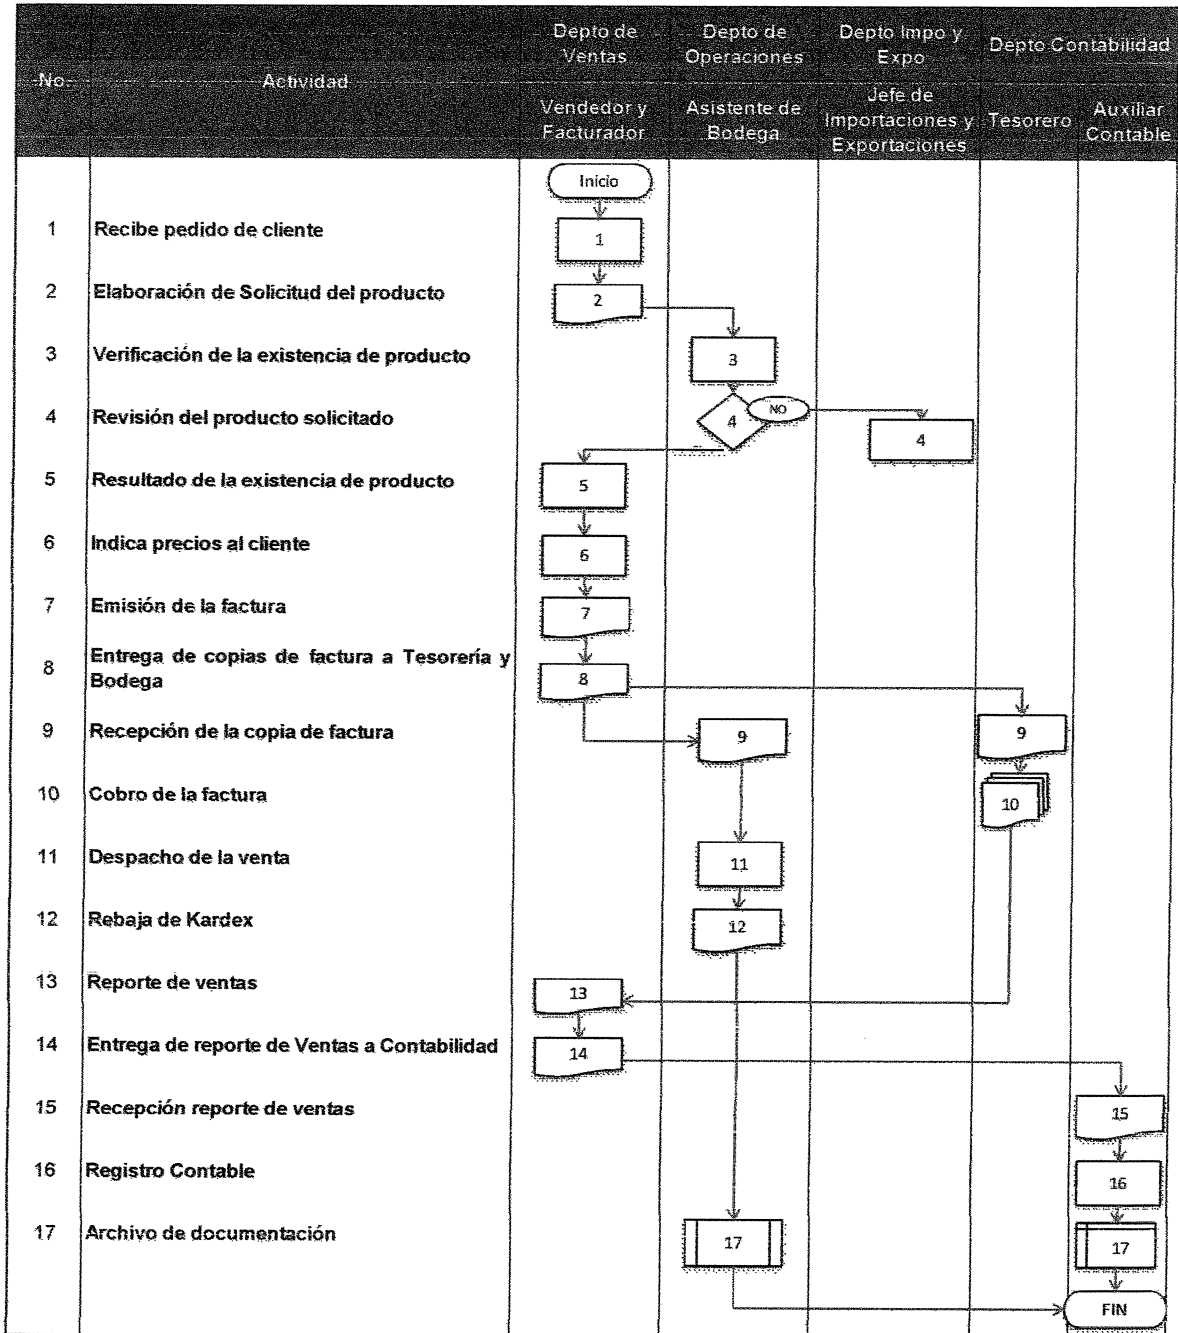 No.
Actividad
Depto de
Ventas
Depto de
Operaciones
Depto Impo y
Expo
Depto Contabilidad
Vendedor y
Facturador
Asistente de
Bodega
Jefe de
Importaciones y
Exportaciones
Tesorero
Auxiliar
Contable
Inicio
1 Recibe pedido de cliente 1
2 Elaboración de Solicitud del producto 2
3 Verificación de la existencia de producto 3
4 Revisión del producto solicitado 4 NO 4
5 Resultado de la existencia de producto 5
6 Indica precios al cliente 6
7 Emisión de la factura 7
8 Entrega de copias de factura a Tesorería y
Bodega 8
9 Recepción de la copia de factura 9 9
10 Cobro de la factura 10
11 Despacho de la venta 11
12 Rebaja de Kardex 12
13 Reporte de ventas 13
14 Entrega de reporte de Ventas a Contabilidad 14
15 Recepción reporte de ventas 15
16 Registro Contable 16
17 Archivo de documentación 17 17
FIN